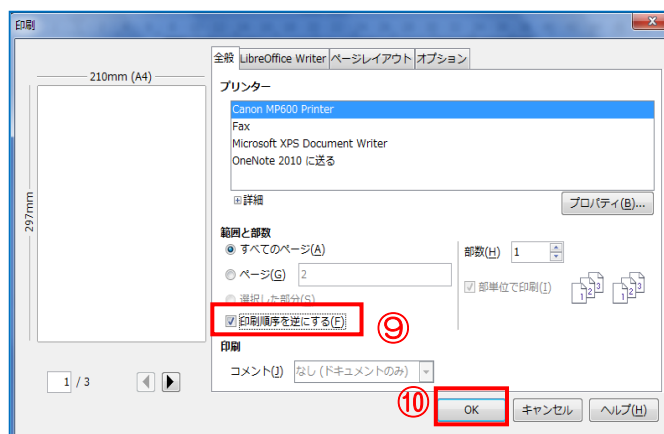 印刷
全般 LibreOffice Writer ページレイアウト オプション
210mm (A4)
297mm
プリンター
Canon MP600 Printer
Fax
Microsoft XPS Document Writer
OneNote 2010 に送る
詳細
プロパティ(B)...
範囲と部数
すべてのページ(A)
部数(H) 1
ページ(G) 2
選択した部分(S)
部単位で印刷(I)
1 2 3 1 2 3
印刷順序を逆にする(F)
⑨
印刷
コメント(J) なし (ドキュメントのみ)
1 / 3
⑩
OK キャンセル ヘルプ(H)